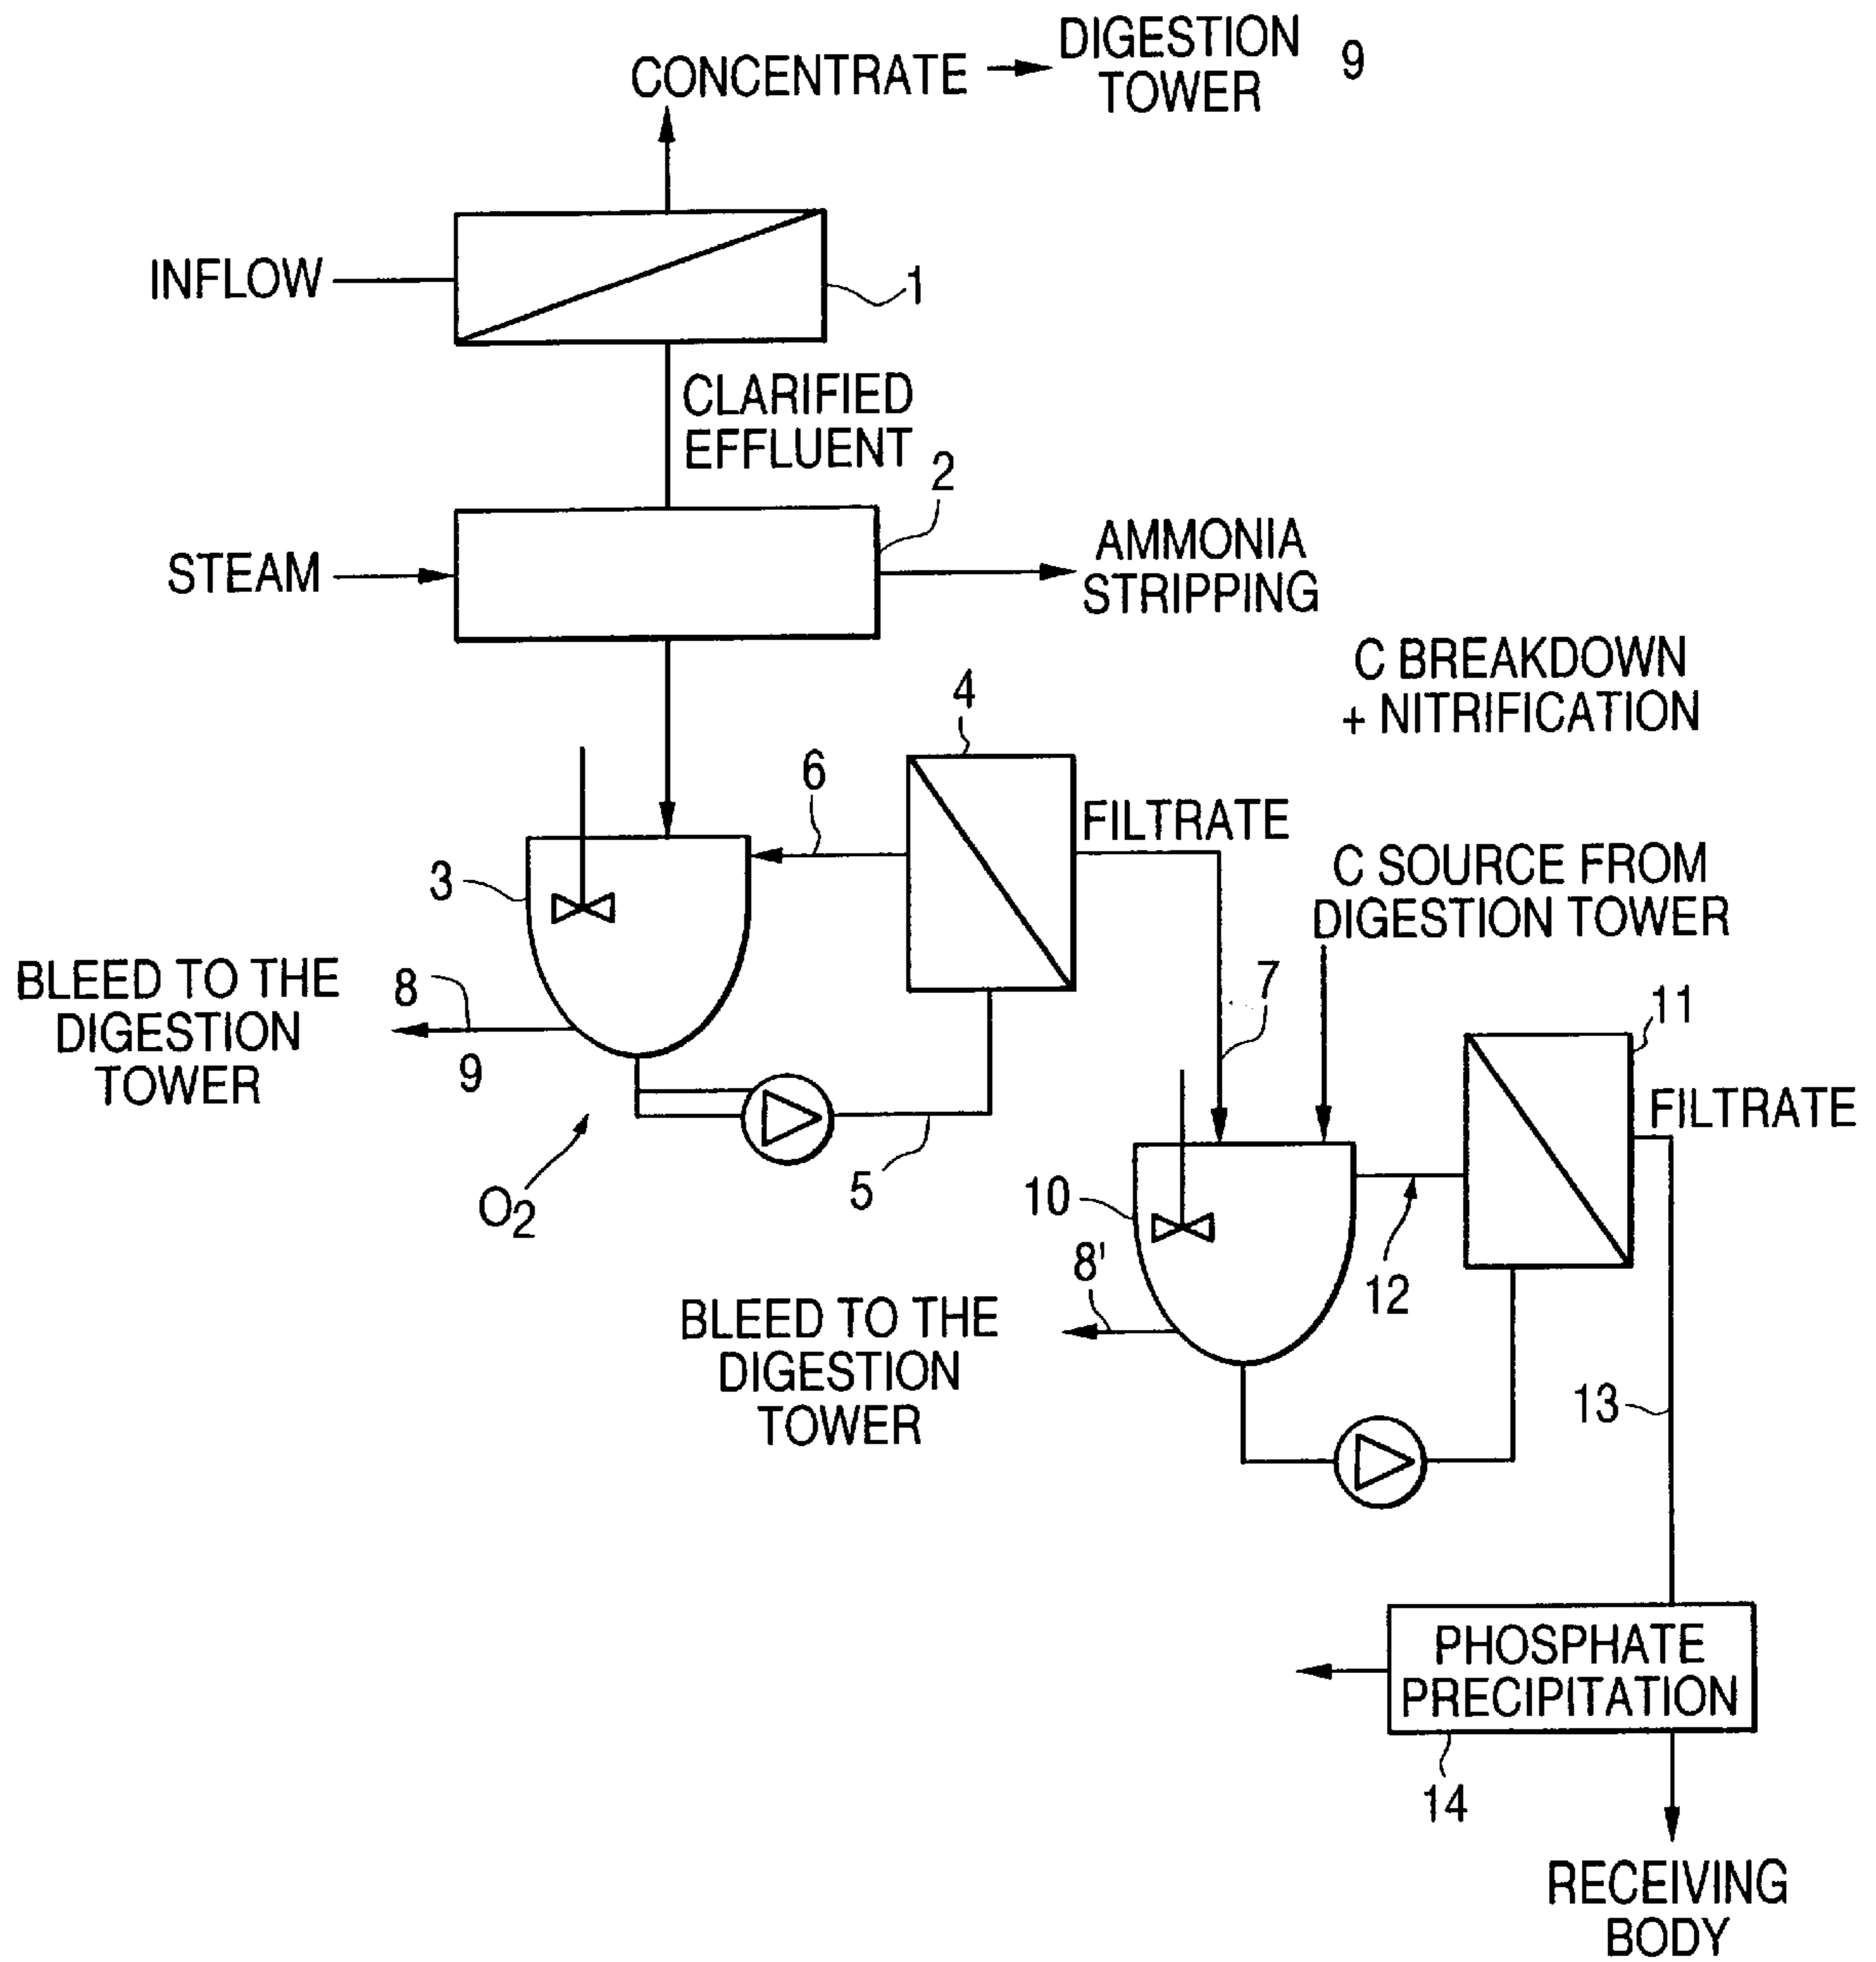 DIGESTION
TOWER
9
CONCENTRATE
INFLOW
1
CLARIFIED
EFFLUENT
2
STEAM
AMMONIA
STRIPPING
C BREAKDOWN
+ NITRIFICATION
4
6
FILTRATE
3
C SOURCE FROM
DIGESTION TOWER
BLEED TO THE
DIGESTION
TOWER
8
9
7
11
O2
5
10
FILTRATE
8'
12
BLEED TO THE
DIGESTION
TOWER
13
PHOSPHATE
PRECIPITATION
14
RECEIVING
BODY